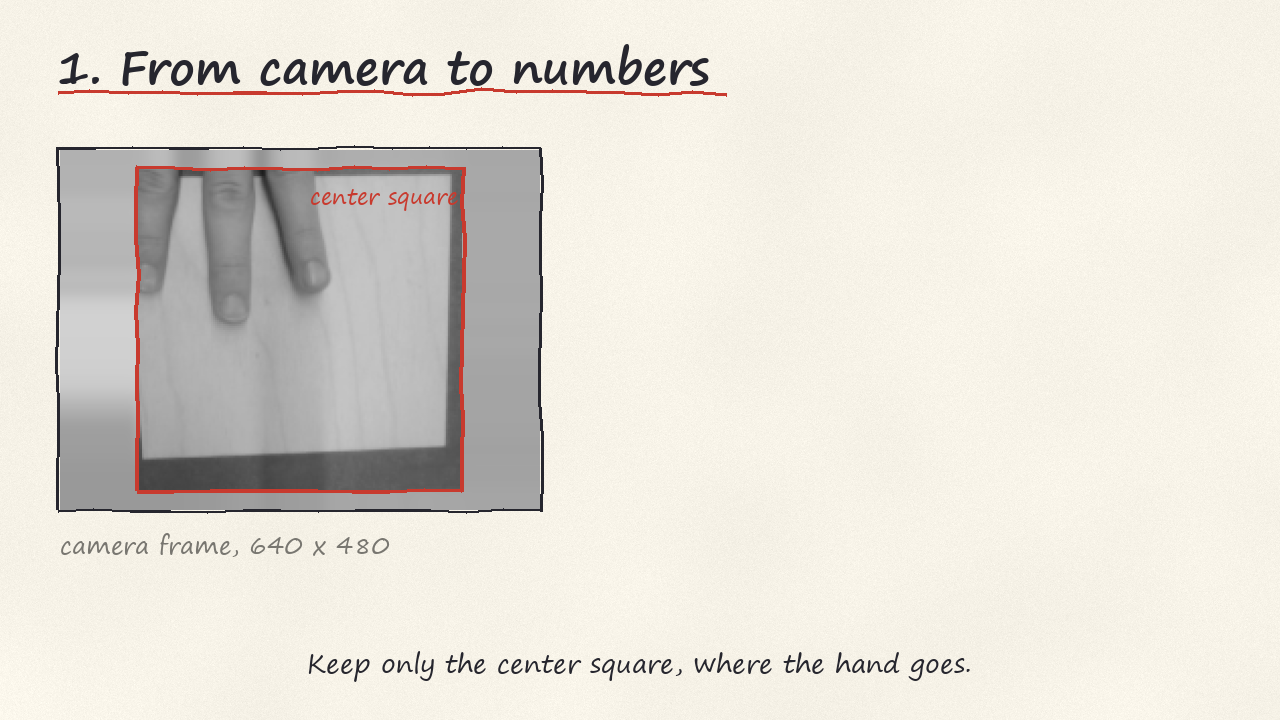 1. From camera to numbers
center square
camera frame, 640 x 480
Keep only the center square, where the hand goes.